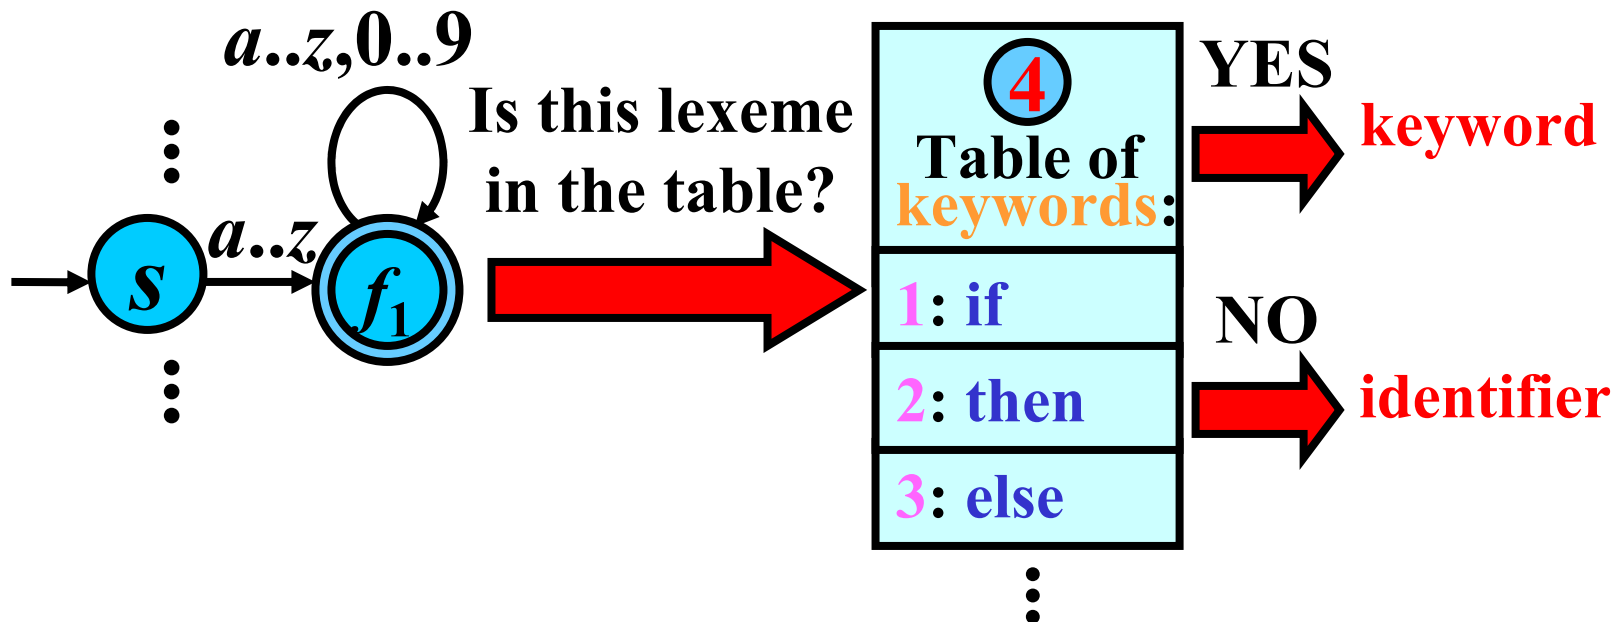 a..z,0..9
Is this lexeme
in the table?
a..z
s
f1
4
Table of
keywords:
1: if
2: then
3: else
YES
keyword
NO
identifier